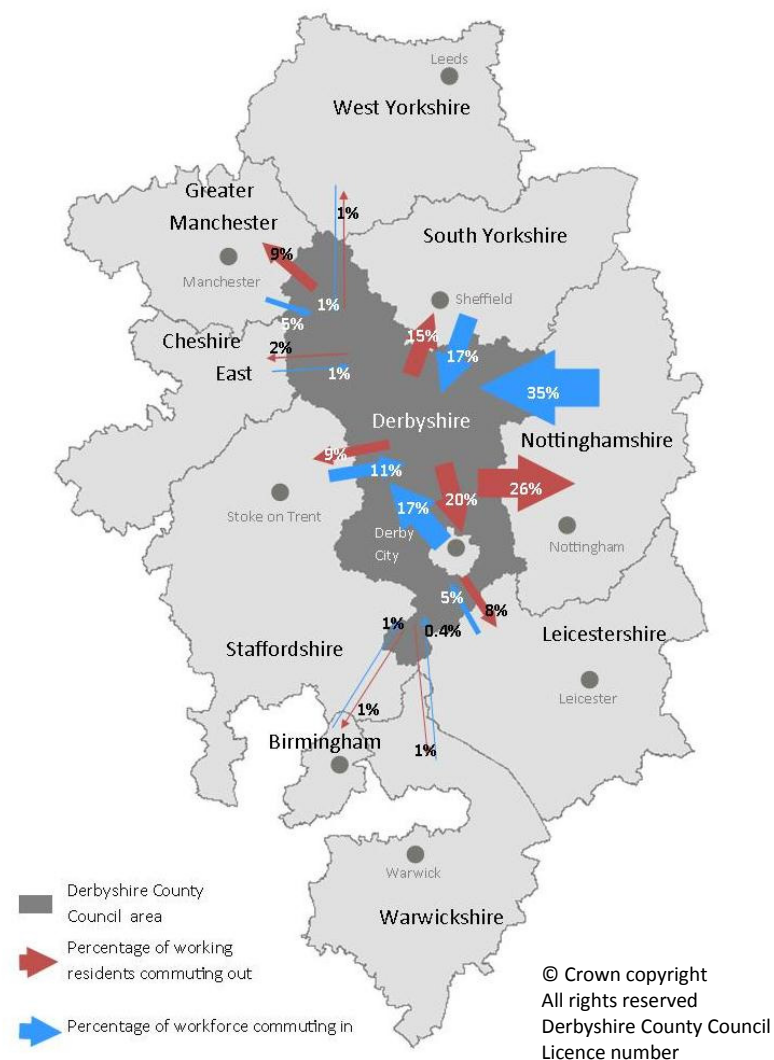 Leeds
West Yorkshire
Greater
Manchester
1%
South Yorkshire
9%
Manchester
Sheffield
1%
5%
Cheshire
East
2%
1%
15%
17%
35%
Derbyshire
Nottinghamshire
9%
11%
20%
26%
17%
Stoke on Trent
Derby
City
Nottingham
5%
8%
1%
0.4%
Staffordshire
Leicestershire
Leicester
1%
Birmingham
1%
Warwick
Warwickshire
Derbyshire County
Council area
Percentage of working
residents commuting out
Percentage of workforce commuting in
© Crown copyright
All rights reserved
Derbyshire County Council
Licence number